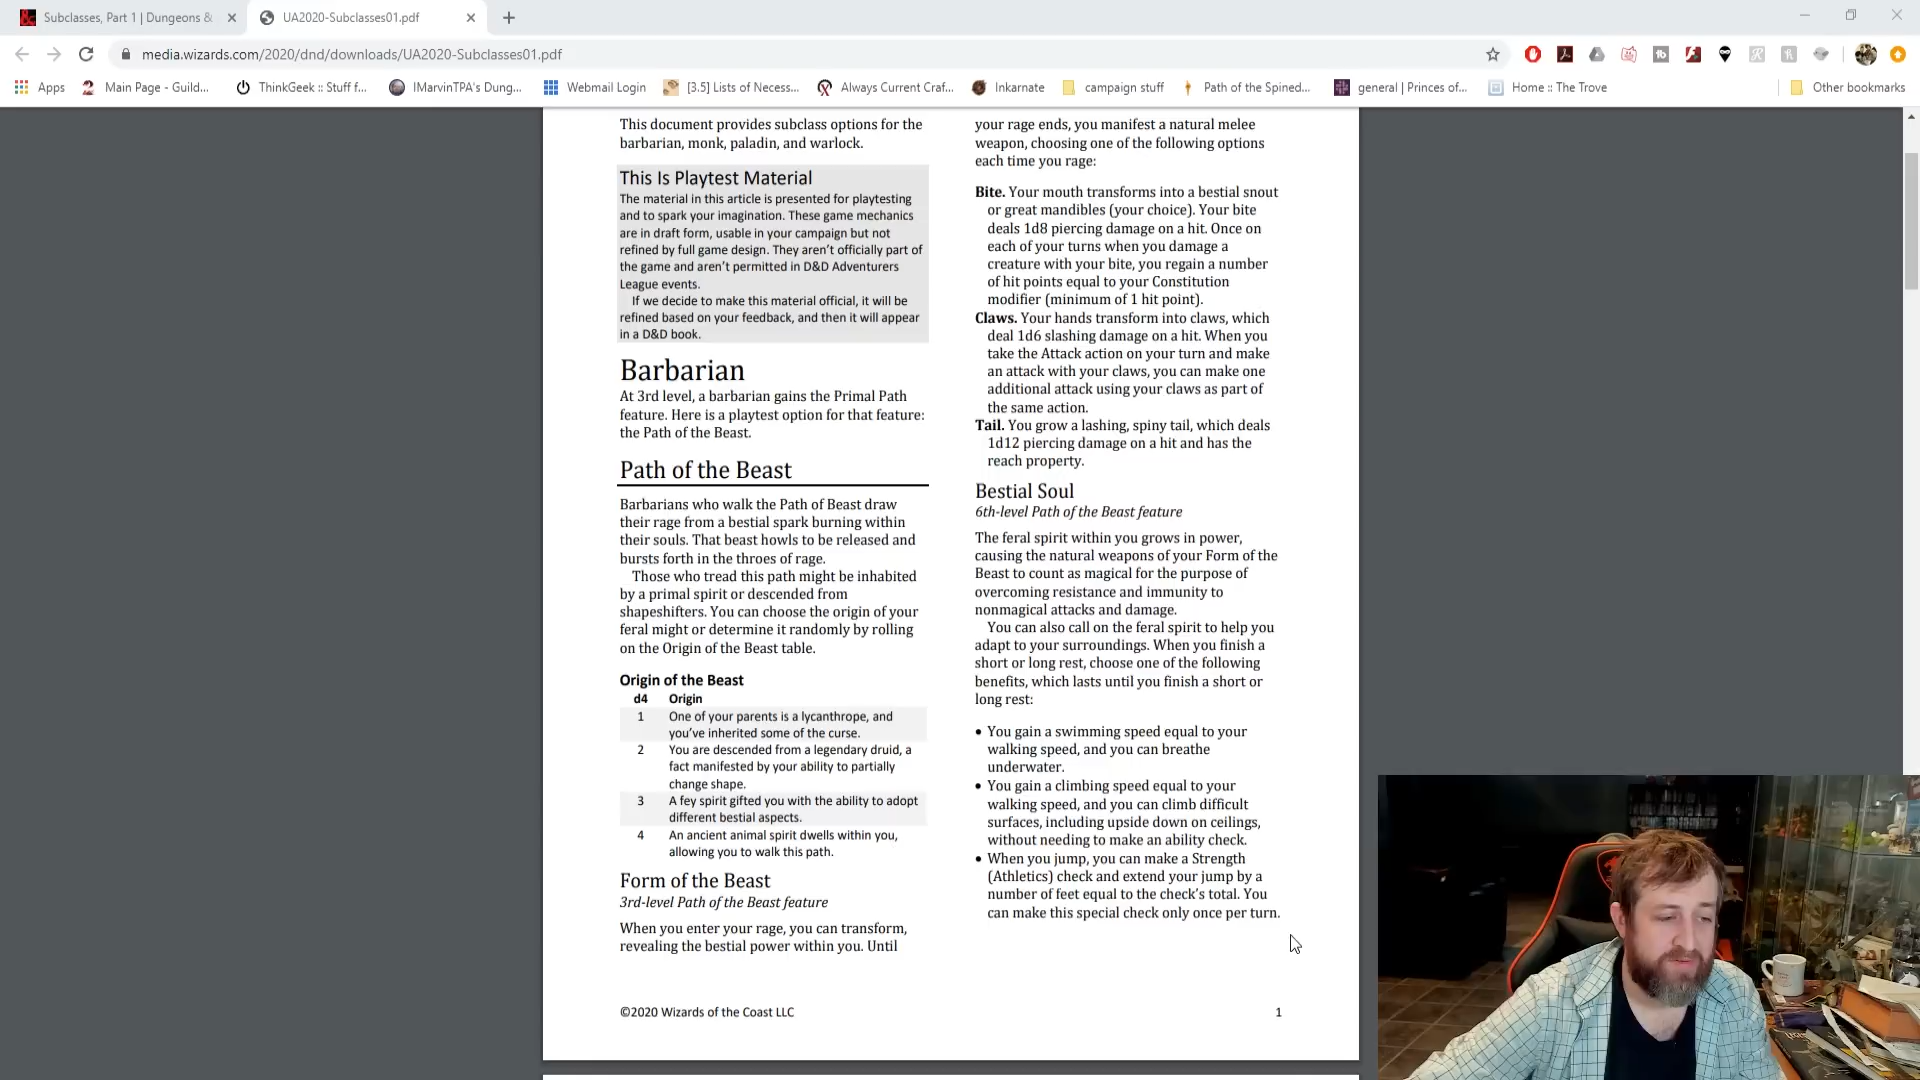 Subclasses, Part 1 | Dungeons &
UA2020-Subclasses01.pdf
media.wizards.com/2020/dnd/downloads/UA2020-Subclasses01.pdf
Apps
Main Page - Guild...
ThinkGeek :: Stuff f...
IMarvinTPA's Dung...
Webmail Login
[3.5] Lists of Necess...
Always Current Craf...
Inkarnate
campaign stuff
Path of the Spined...
general | Princes of...
Home :: The Trove
Other bookmarks
This document provides subclass options for the
barbarian, monk, paladin, and warlock.
This Is Playtest Material
The material in this article is presented for playtesting
and to spark your imagination. These game mechanics
are in draft form, usable in your campaign but not
refined by full game design. They aren't officially part of
the game and aren't permitted in D&D Adventurers
League events.
If we decide to make this material official, it will be
refined based on your feedback, and then it will appear
in a D&D book.
Barbarian
At 3rd level, a barbarian gains the Primal Path
feature. Here is a playtest option for that feature:
the Path of the Beast.
Path of the Beast
Barbarians who walk the Path of Beast draw
their rage from a bestial spark burning within
their souls. That beast howls to be released and
bursts forth in the throes of rage.
Those who tread this path might be inhabited
by a primal spirit or descended from
shapeshifters. You can choose the origin of your
feral might or determine it randomly by rolling
on the Origin of the Beast table.
Origin of the Beast
d4 Origin
1 One of your parents is a lycanthrope, and
you've inherited some of the curse.
2 You are descended from a legendary druid, a
fact manifested by your ability to partially
change shape.
3 A fey spirit gifted you with the ability to adopt
different bestial aspects.
4 An ancient animal spirit dwells within you,
allowing you to walk this path.
Form of the Beast
3rd-level Path of the Beast feature
When you enter your rage, you can transform,
revealing the bestial power within you. Until
your rage ends, you manifest a natural melee
weapon, choosing one of the following options
each time you rage:
Bite. Your mouth transforms into a bestial snout
or great mandibles (your choice). Your bite
deals 1d8 piercing damage on a hit. Once on
each of your turns when you damage a
creature with your bite, you regain a number
of hit points equal to your Constitution
modifier (minimum of 1 hit point).
Claws. Your hands transform into claws, which
deal 1d6 slashing damage on a hit. When you
take the Attack action on your turn and make
an attack with your claws, you can make one
additional attack using your claws as part of
the same action.
Tail. You grow a lashing, spiny tail, which deals
1d12 piercing damage on a hit and has the
reach property.
Bestial Soul
6th-level Path of the Beast feature
The feral spirit within you grows in power,
causing the natural weapons of your Form of the
Beast to count as magical for the purpose of
overcoming resistance and immunity to
nonmagical attacks and damage.
You can also call on the feral spirit to help you
adapt to your surroundings. When you finish a
short or long rest, choose one of the following
benefits, which lasts until you finish a short or
long rest:
• You gain a swimming speed equal to your
walking speed, and you can breathe
underwater.
• You gain a climbing speed equal to your
walking speed, and you can climb difficult
surfaces, including upside down on ceilings,
without needing to make an ability check.
• When you jump, you can make a Strength
(Athletics) check and extend your jump by a
number of feet equal to the check's total. You
can make this special check only once per turn.
©2020 Wizards of the Coast LLC
1